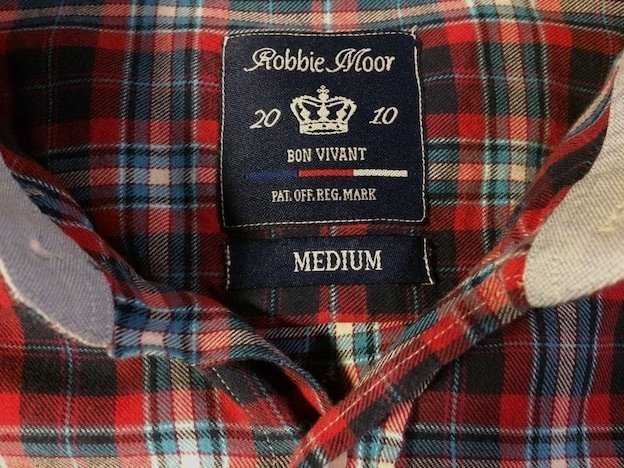 Robbie Moor
20 10
BON VIVANT
PAT. OFF. REG. MARK
MEDIUM